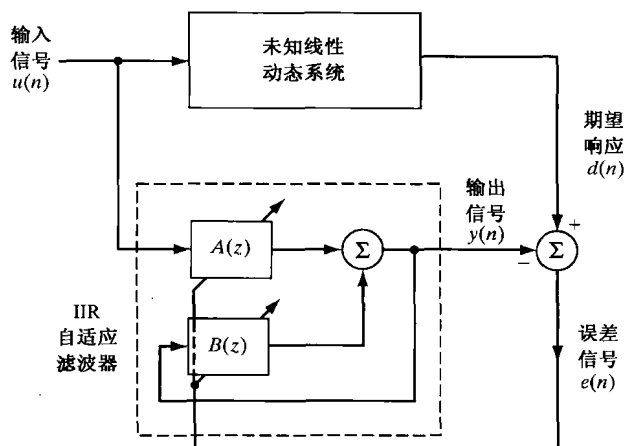 输入
信号
u(n)
未知线性
动态系统
期望
响应
d(n)
输出
信号
y(n)
A(z)
Σ
+
−
Σ
IIR
自适应
滤波器
B(z)
误差
信号
e(n)